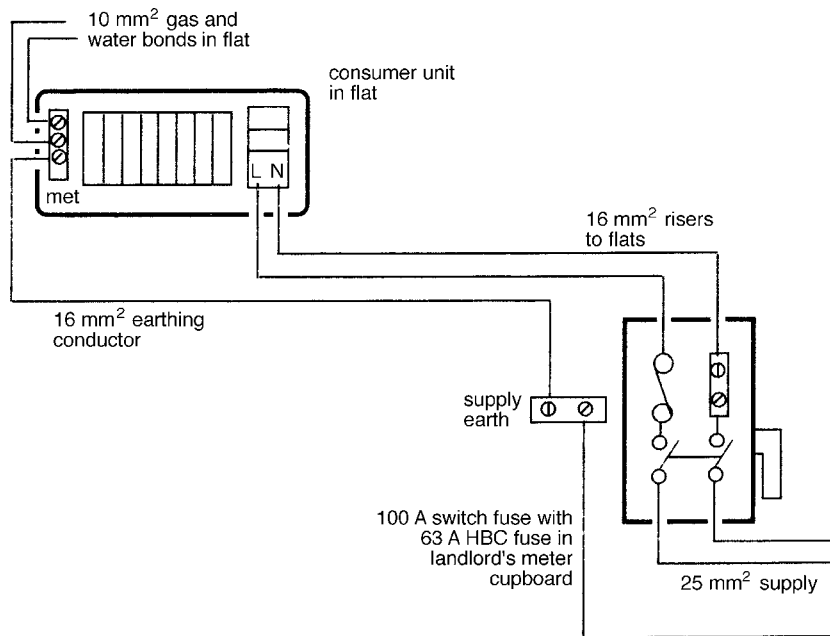 10 mm² gas and
water bonds in flat
consumer unit
in flat
L N
met
16 mm² risers
to flats
16 mm² earthing
conductor
supply
earth
100 A switch fuse with
63 A HBC fuse in
landlord's meter
cupboard
25 mm² supply